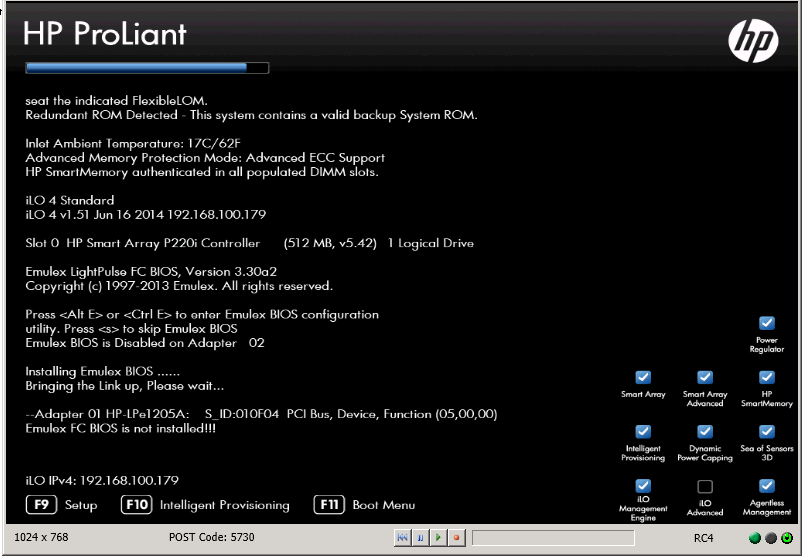 HP ProLiant
hp
seat the indicated FlexibleLOM.
Redundant ROM Detected - This system contains a valid backup System ROM.
Inlet Ambient Temperature: 17C/62F
Advanced Memory Protection Mode: Advanced ECC Support
HP SmartMemory authenticated in all populated DIMM slots.
iLO 4 Standard
iLO 4 v1.51 Jun 16 2014 192.168.100.179
Slot 0 HP Smart Array P220i Controller (512 MB, v5.42) 1 Logical Drive
Emulex LightPulse FC BIOS, Version 3.30a2
Copyright (c) 1997-2013 Emulex. All rights reserved.
Press <Alt E> or <Ctrl E> to enter Emulex BIOS configuration
utility. Press <s> to skip Emulex BIOS
Emulex BIOS is Disabled on Adapter 02
Installing Emulex BIOS ......
Bringing the Link up, Please wait...
--Adapter 01 HP-LPe1205A: S_ID:010F04 PCI Bus, Device, Function (05,00,00)
Emulex FC BIOS is not installed!!!
iLO IPv4: 192.168.100.179
F9 Setup F10 Intelligent Provisioning F11 Boot Menu
Power
Regulator
Smart Array
Smart Array
Advanced
HP
SmartMemory
Intelligent
Provisioning
Dynamic
Power Capping
Sea of Sensors
3D
iLO
Management
Engine
iLO
Advanced
Agentless
Management
1024 x 768 POST Code: 5730 RC4